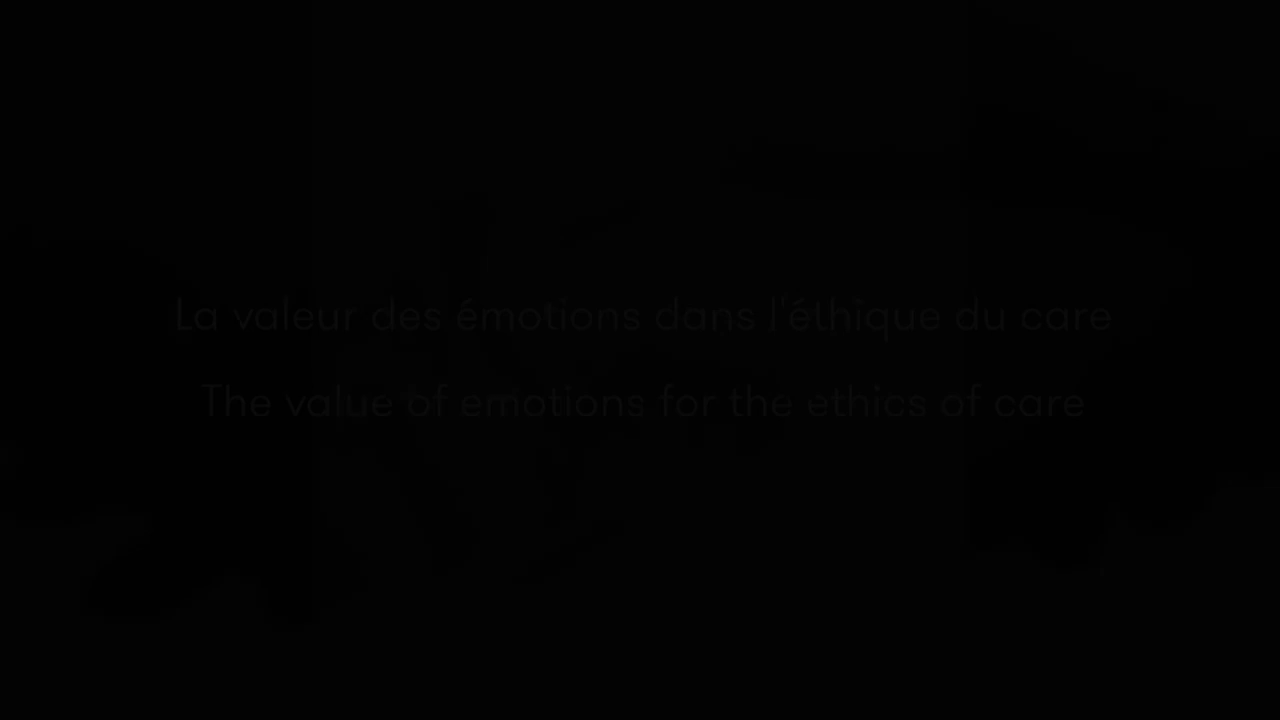 La valeur des émotions dans l'éthique du care
The value of emotions for the ethics of care